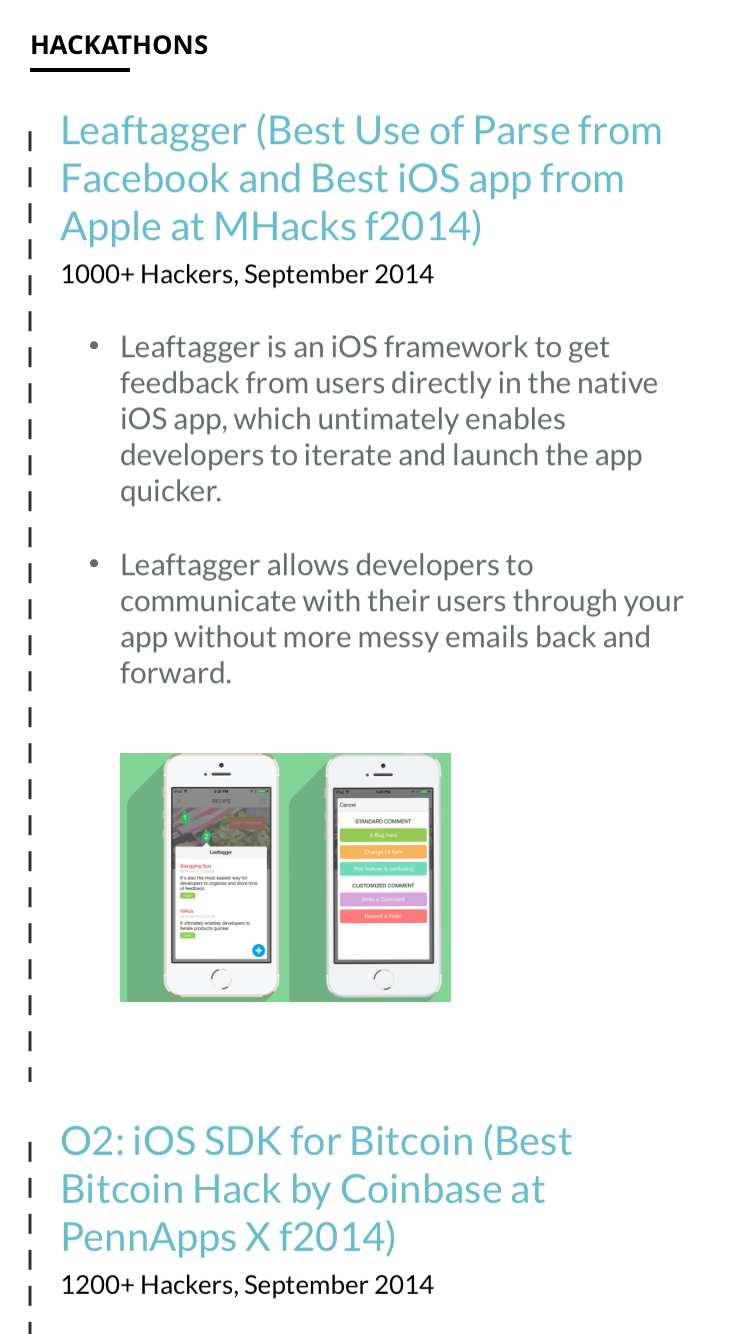 HACKATHONS
Leaftagger (Best Use of Parse from
Facebook and Best iOS app from
Apple at MHacks f2014)
1000+ Hackers, September 2014
• Leaftagger is an iOS framework to get
feedback from users directly in the native
iOS app, which untimately enables
developers to iterate and launch the app
quicker.
• Leaftagger allows developers to
communicate with their users through your
app without more messy emails back and
forward.
RECIPE
1
2
Leaftagger
Xiangying Sun
It's also the most easiest way for
developers to organize and store tons
of feedback.
YiPick
It ultimately enables developers to
iterate products quicker.
Cancel
STANDARD COMMENT
A Bug here
Change UI here
This feature is confusing
CUSTOMIZED COMMENT
Write a Comment
Record a Video
O2: iOS SDK for Bitcoin (Best
Bitcoin Hack by Coinbase at
PennApps X f2014)
1200+ Hackers, September 2014